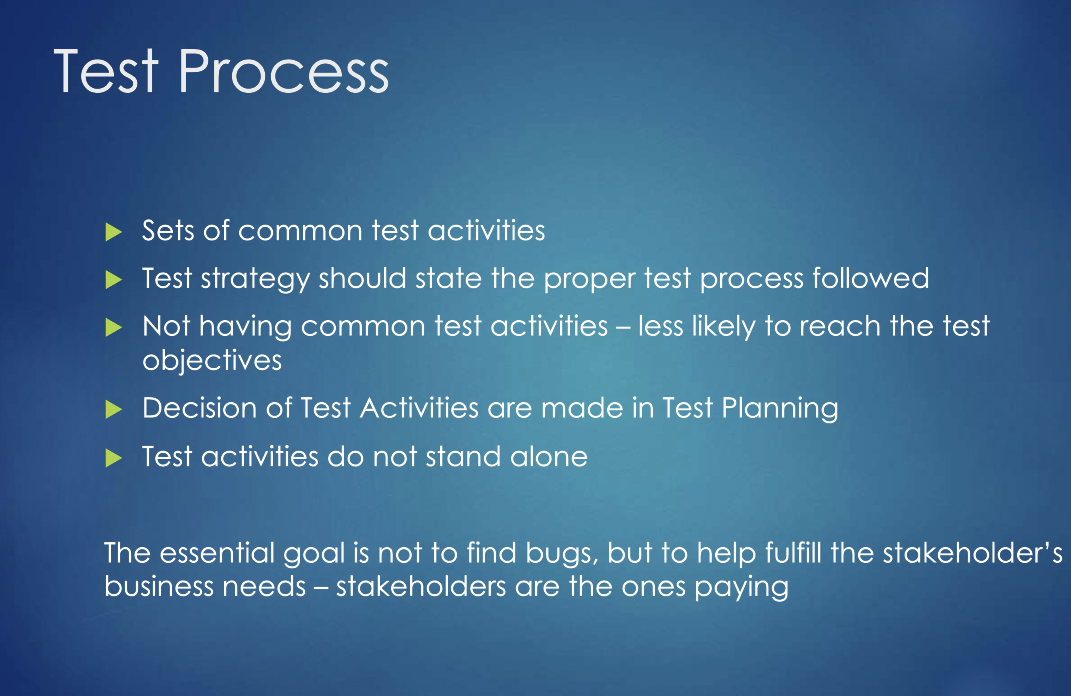 Test Process
Sets of common test activities
Test strategy should state the proper test process followed
Not having common test activities – less likely to reach the test
objectives
Decision of Test Activities are made in Test Planning
Test activities do not stand alone
The essential goal is not to find bugs, but to help fulfill the stakeholder’s
business needs – stakeholders are the ones paying